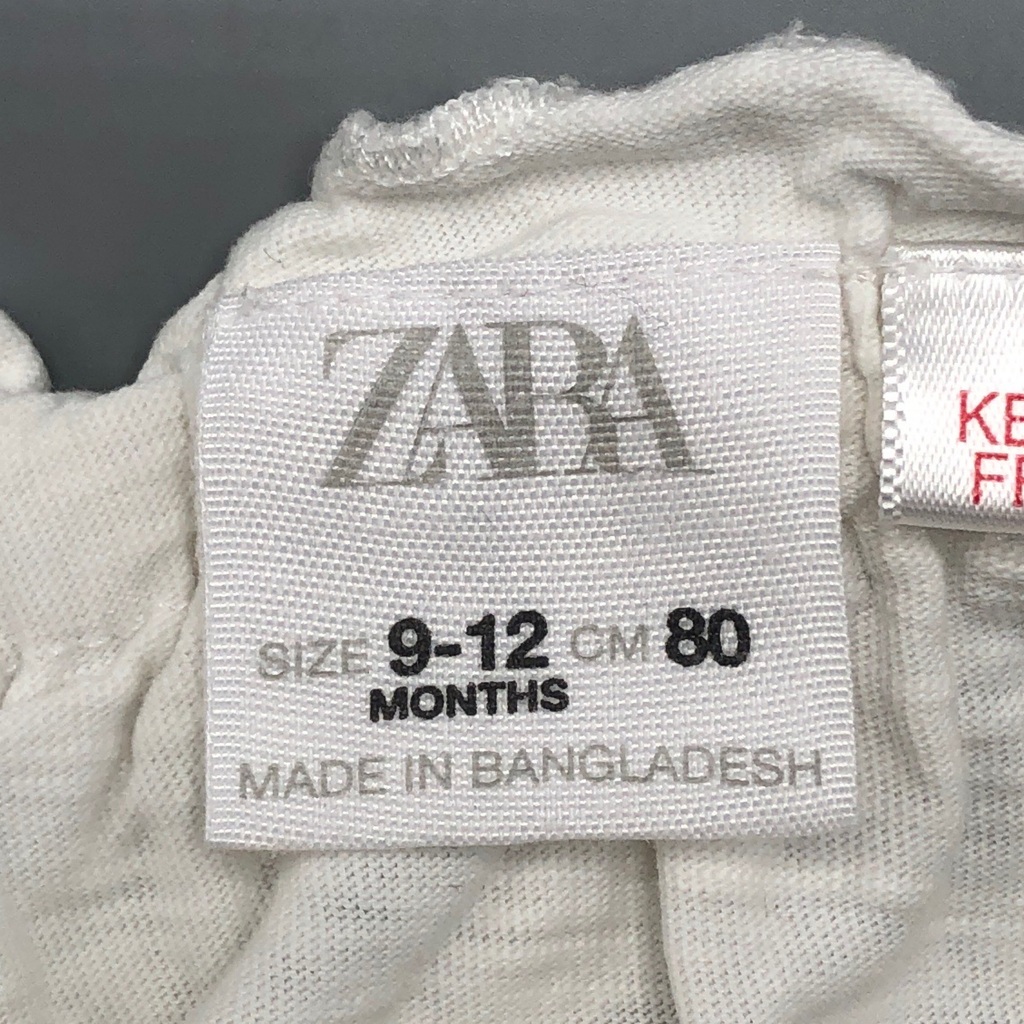 ZARA
SIZE 9-12 CM 80
MONTHS
MADE IN BANGLADESH